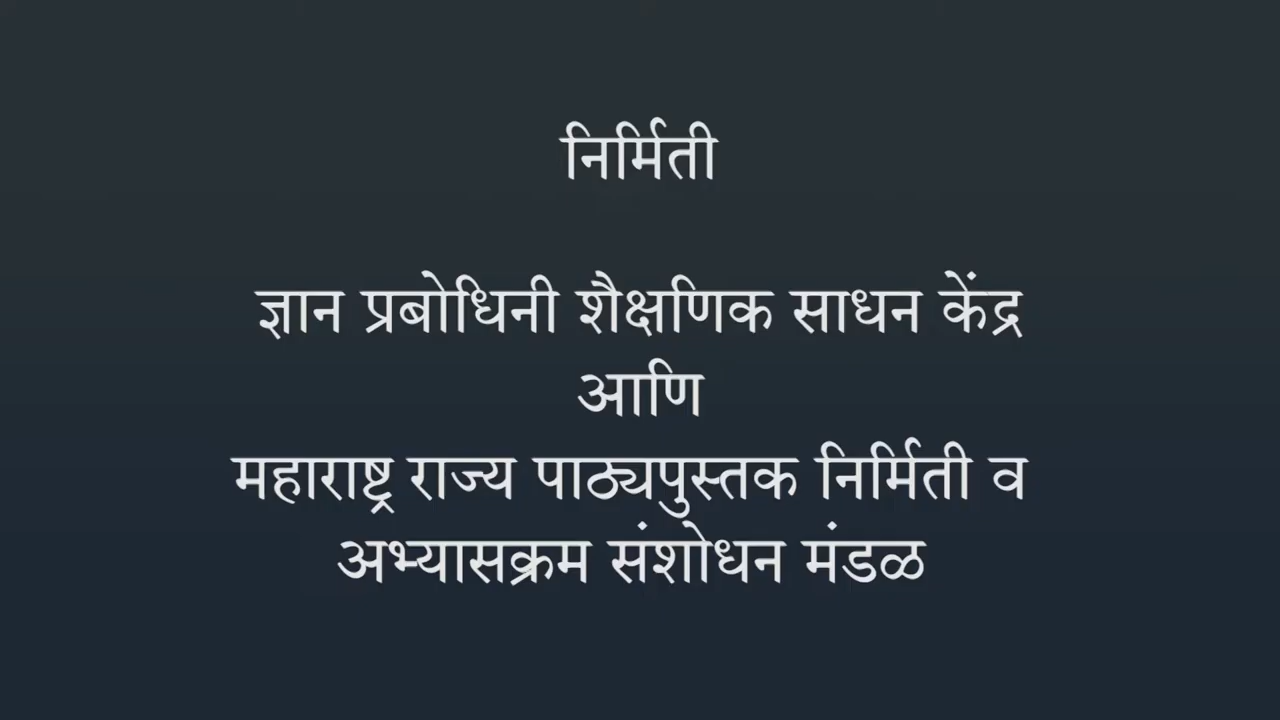 निर्मिती
ज्ञान प्रबोधिनी शैक्षणिक साधन केंद्र
आणि
महाराष्ट्र राज्य पाठ्यपुस्तक निर्मिती व
अभ्यासक्रम संशोधन मंडळ